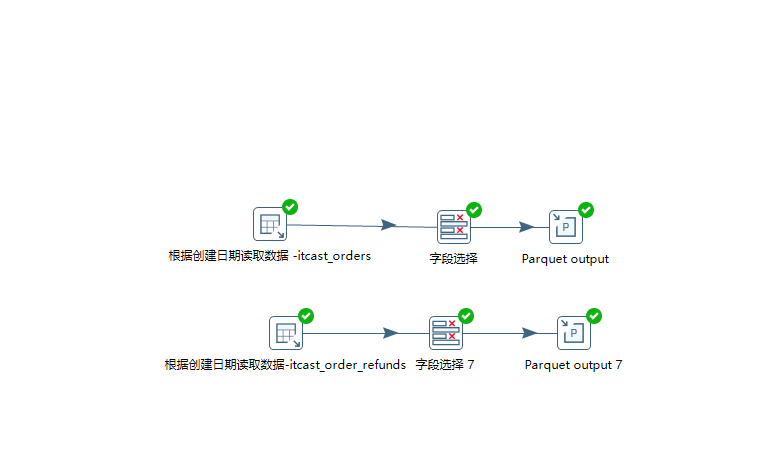 根据创建日期读取数据 -itcast_orders
字段选择
Parquet output
P
根据创建日期读取数据-itcast_order_refunds
字段选择 7
Parquet output 7
P